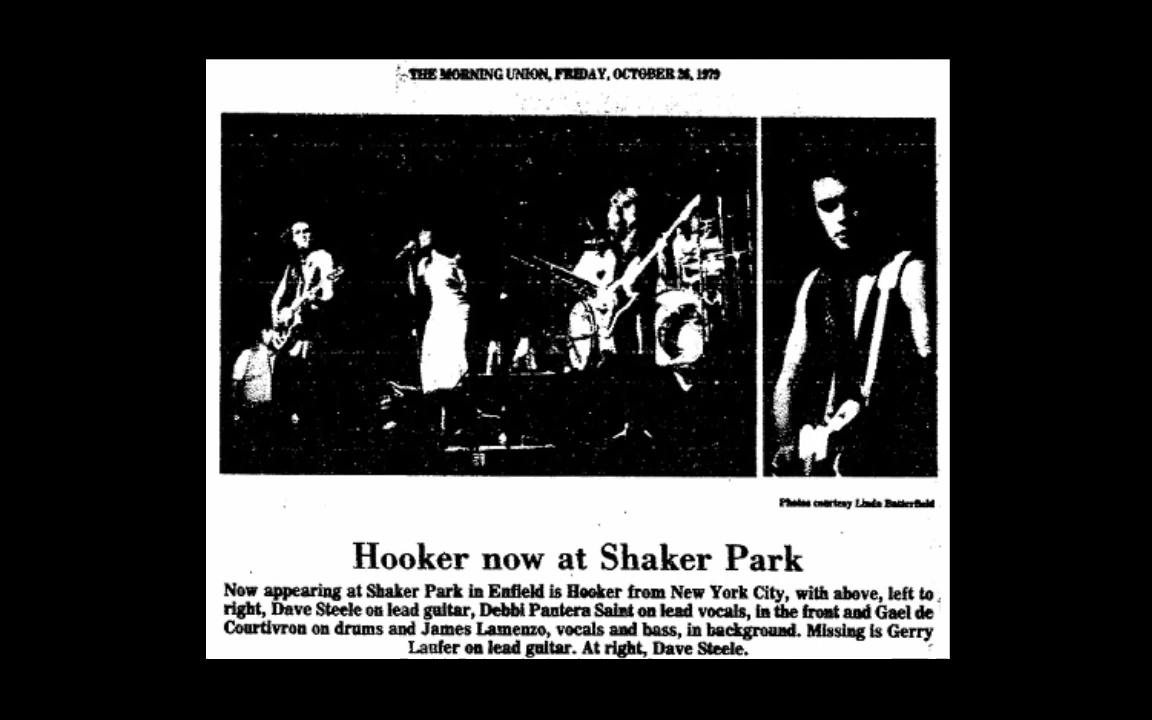 THE MORNING UNION, FRIDAY, OCTOBER 26, 1979
Photos courtesy Linda Butterfield
Hooker now at Shaker Park
Now appearing at Shaker Park in Enfield is Hooker from New York City, with above, left to
right, Dave Steele on lead guitar, Debbi Pantera Saint on lead vocals, in the front and Gael de
Courtivron on drums and James Lamenzo, vocals and bass, in background. Missing is Gerry
Laufer on lead guitar. At right, Dave Steele.